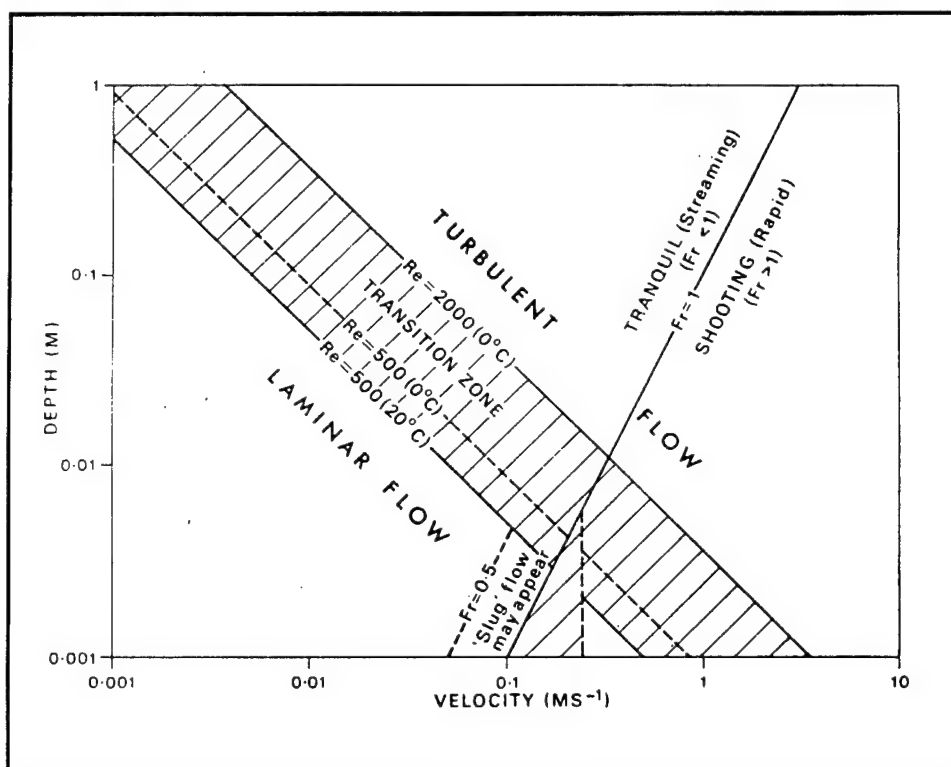 1
0·1
0·01
0·001
DEPTH (M)
0·001
0·01
0·1
1
10
VELOCITY (MS⁻¹)
TURBULENT
FLOW
TRANQUIL (Streaming)
(Fr <1)
Fr=1
SHOOTING (Rapid)
(Fr >1)
Re=2000(0°C)
TRANSITION ZONE
Re=500(0°C)
Re=500(20°C)
LAMINAR FLOW
Fr=0·5
'Slug' flow
may appear